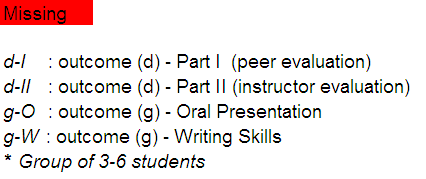 Missing
d-I : outcome (d) - Part I (peer evaluation)
d-II : outcome (d) - Part II (instructor evaluation)
g-O : outcome (g) - Oral Presentation
g-W : outcome (g) - Writing Skills
* Group of 3-6 students